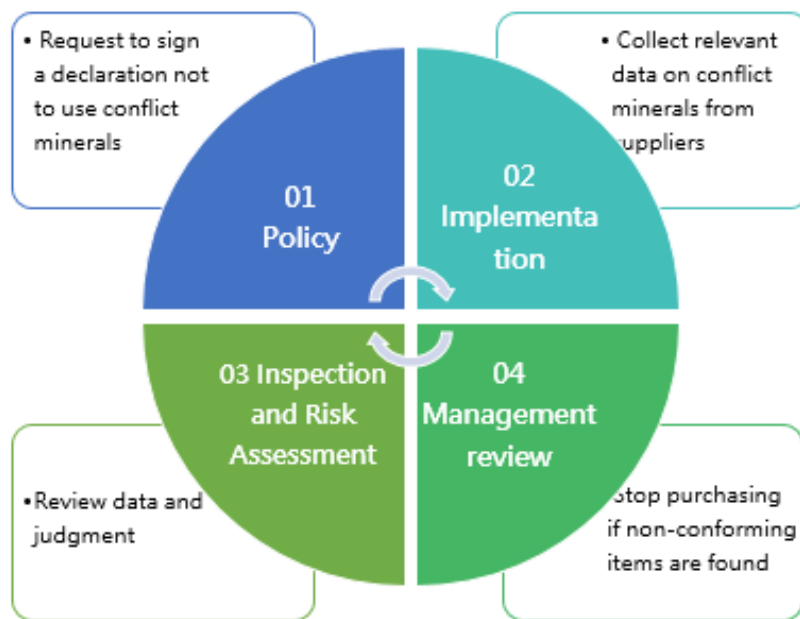 • Request to sign
a declaration not
to use conflict
minerals
01
Policy
• Collect relevant
data on conflict
minerals from
suppliers
02
Implementa
tion
03 Inspection
and Risk
Assessment
•Review data and
judgment
04
Management
review
Stop purchasing
if non-conforming
items are found